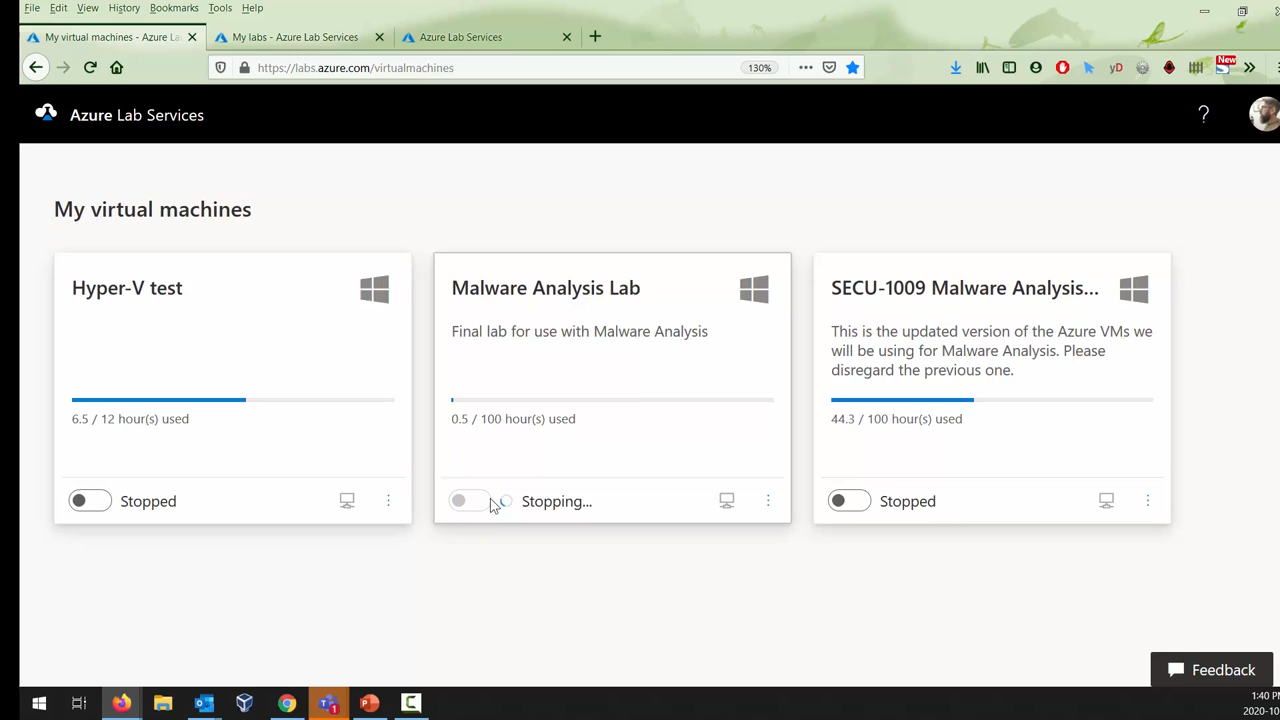 File Edit View History Bookmarks Tools Help
My virtual machines - Azure La
My labs - Azure Lab Services
Azure Lab Services
https://labs.azure.com/virtualmachines
130%
yD
New
Azure Lab Services
?
My virtual machines
Hyper-V test
6.5 / 12 hour(s) used
Stopped
Malware Analysis Lab
Final lab for use with Malware Analysis
0.5 / 100 hour(s) used
Stopping...
SECU-1009 Malware Analysis...
This is the updated version of the Azure VMs we
will be using for Malware Analysis. Please
disregard the previous one.
44.3 / 100 hour(s) used
Stopped
Feedback
1:40 PM
2020-10